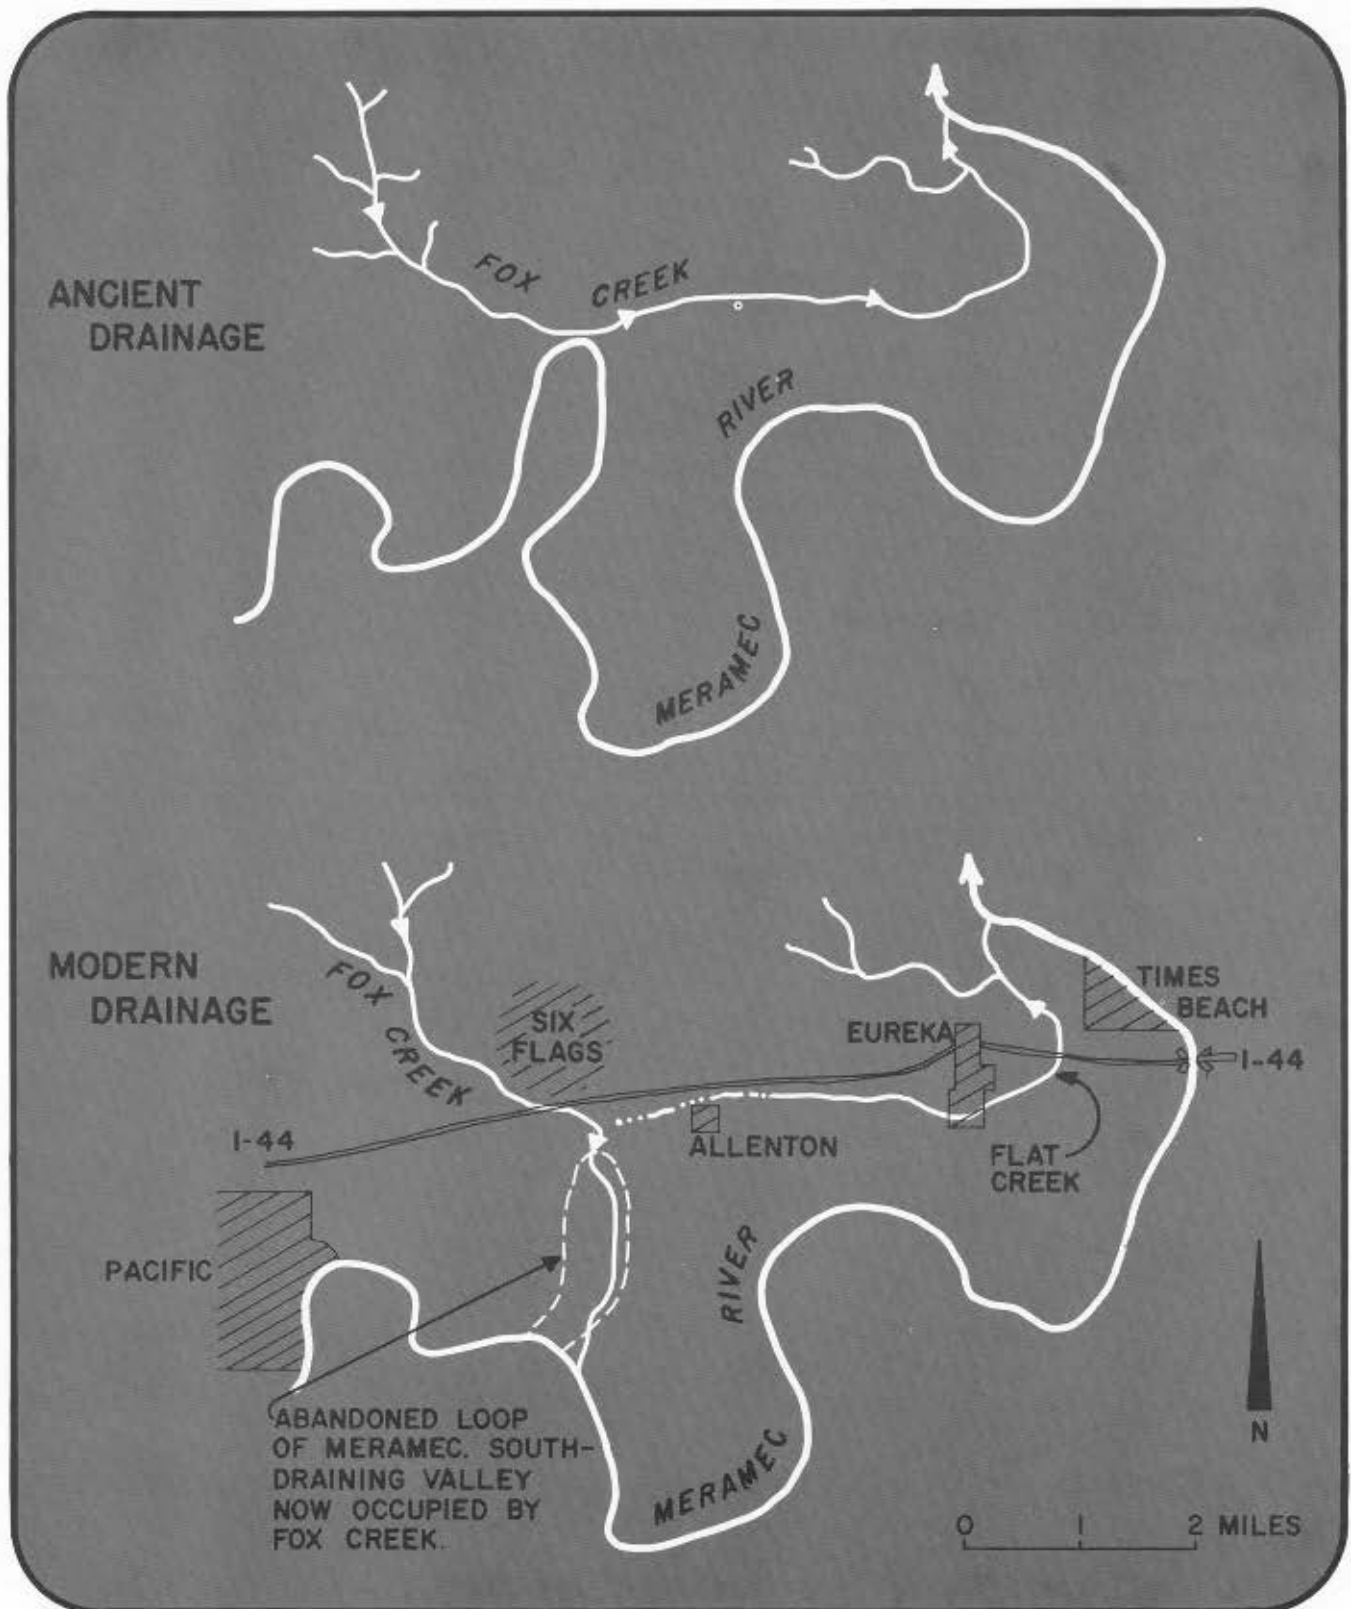 ANCIENT
DRAINAGE
FOX CREEK
RIVER
MERAMEC
MODERN
DRAINAGE
FOX CREEK
SIX
FLAGS
EUREKA
TIMES
BEACH
I-44
I-44
ALLENTON
FLAT
CREEK
PACIFIC
RIVER
MERAMEC
ABANDONED LOOP
OF MERAMEC. SOUTH-
DRAINING VALLEY
NOW OCCUPIED BY
FOX CREEK.
N
0 1 2 MILES